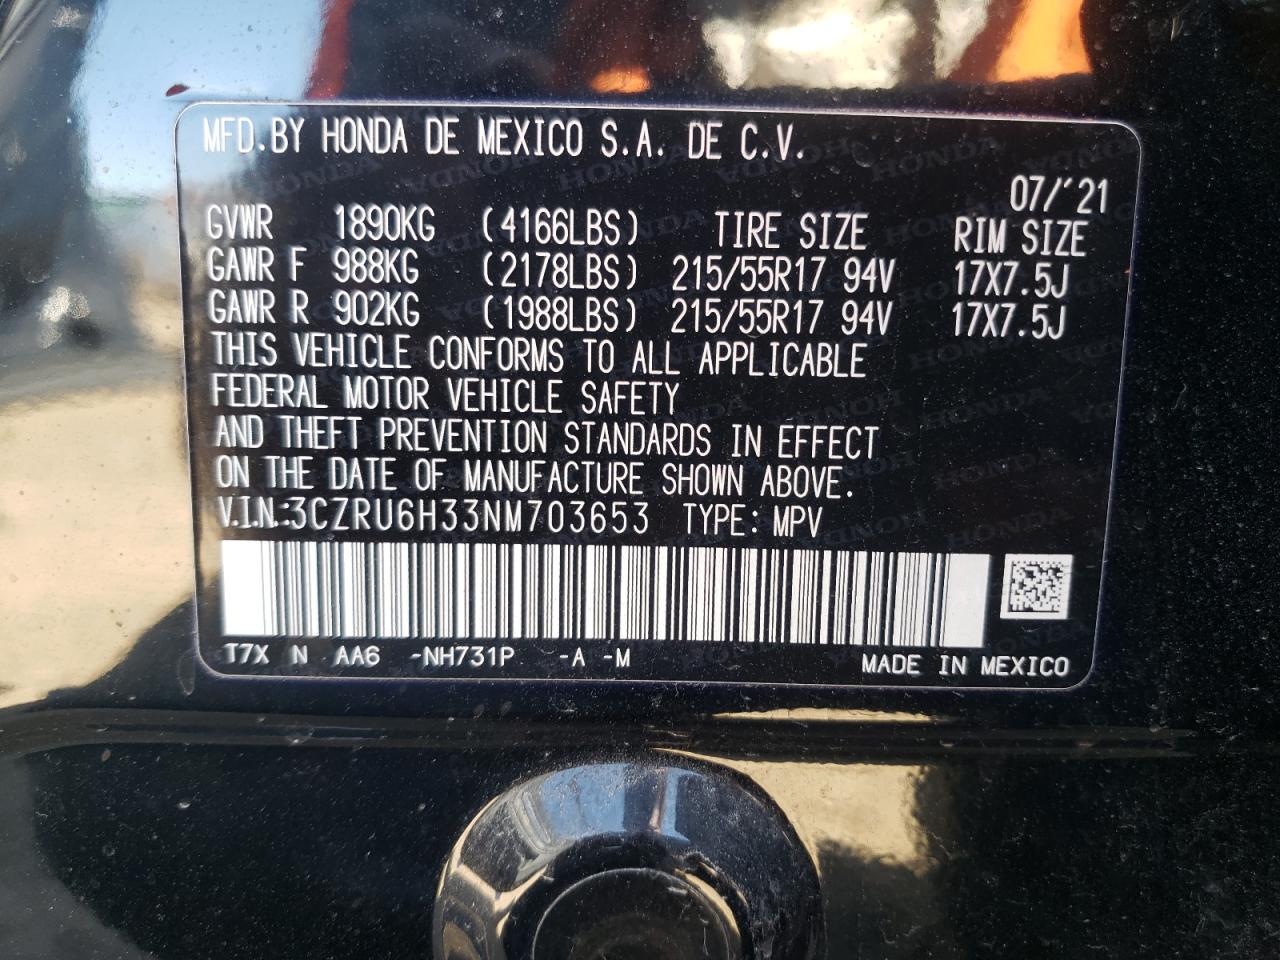 MFD.BY HONDA DE MEXICO S.A. DE C.V.
07/'21
GVWR 1890KG (4166LBS) TIRE SIZE RIM SIZE
GAWR F 988KG (2178LBS) 215/55R17 94V 17X7.5J
GAWR R 902KG (1988LBS) 215/55R17 94V 17X7.5J
THIS VEHICLE CONFORMS TO ALL APPLICABLE
FEDERAL MOTOR VEHICLE SAFETY
AND THEFT PREVENTION STANDARDS IN EFFECT
ON THE DATE OF MANUFACTURE SHOWN ABOVE.
V.I.N.:3CZRU6H33NM703653 TYPE: MPV
T7X N AA6 -NH731P -A -M MADE IN MEXICO